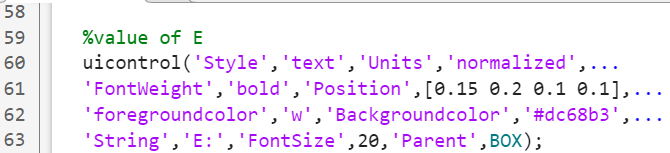 58
59 %value of E
60 uicontrol('Style','text','Units','normalized',...
61 'FontWeight','bold','Position',[0.15 0.2 0.1 0.1],...
62 'foregroundcolor','w','Backgroundcolor','#dc68b3',...
63 'String','E:','FontSize',20,'Parent',BOX);